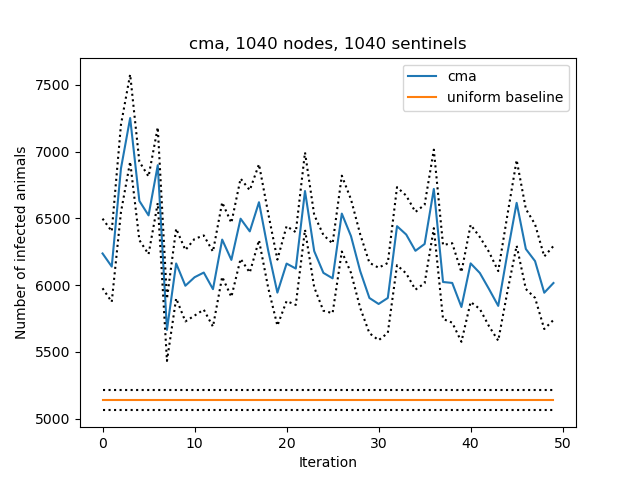 cma, 1040 nodes, 1040 sentinels
cma
uniform baseline
Number of infected animals
7500
7000
6500
6000
5500
5000
0 10 20 30 40 50
Iteration